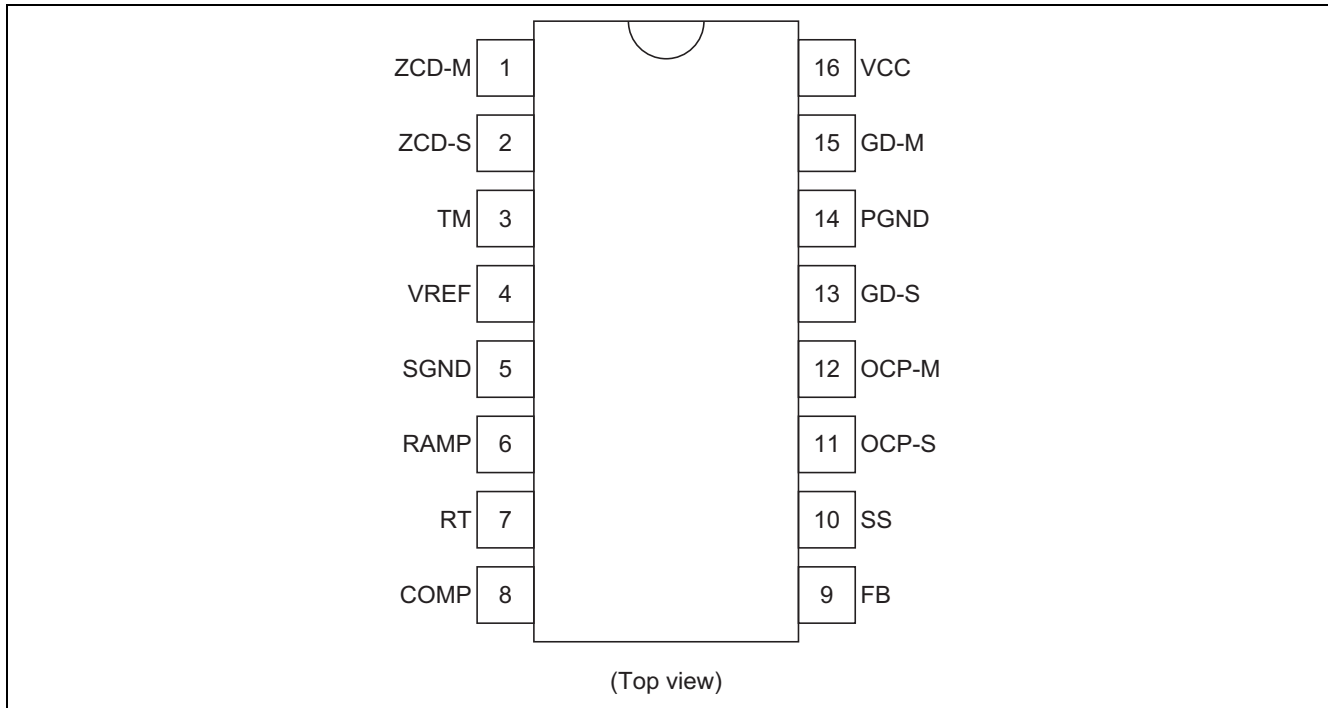 ZCD-M 1 16 VCC
ZCD-S 2 15 GD-M
TM 3 14 PGND
VREF 4 13 GD-S
SGND 5 12 OCP-M
RAMP 6 11 OCP-S
RT 7 10 SS
COMP 8 9 FB
(Top view)